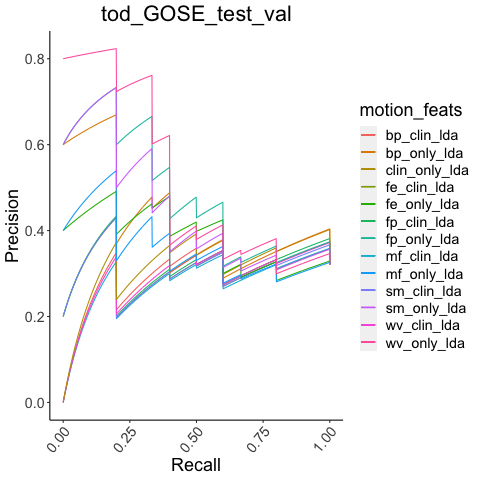 tod_GOSE_test_val
Precision
0.8
0.6
0.4
0.2
0.0
0.00
0.25
0.50
0.75
1.00
Recall
motion_feats
bp_clin_lda
bp_only_lda
clin_only_lda
fe_clin_lda
fe_only_lda
fp_clin_lda
fp_only_lda
mf_clin_lda
mf_only_lda
sm_clin_lda
sm_only_lda
wv_clin_lda
wv_only_lda